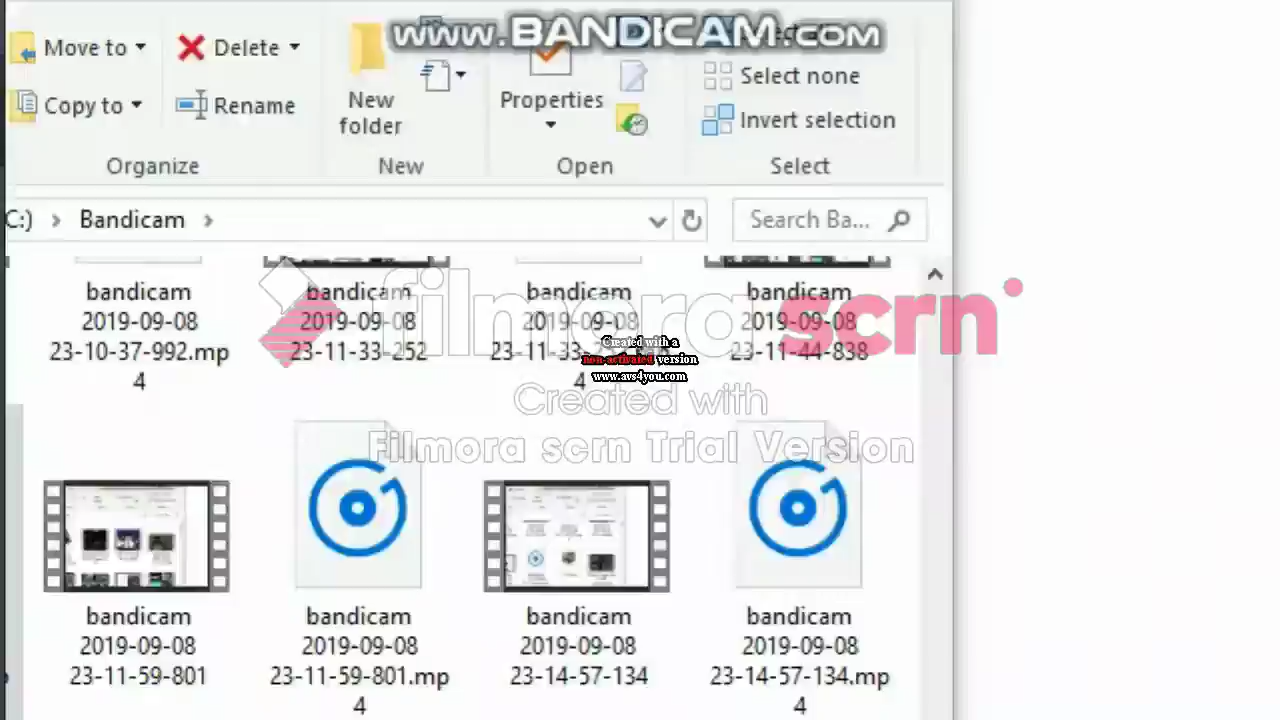 www.BANDICAM.com
Move to
Delete
Select none
Copy to
Rename
New
folder
Properties
Invert selection
Organize
New
Open
Select
C:) > Bandicam >
Search Ba...
bandicam
2019-09-08
23-10-37-992.mp
4
bandicam
2019-09-08
23-11-33-252
bandicam
2019-09-08
23-11-33-
4
bandicam
2019-09-08
23-11-44-838
filmora scrn
Created with a
non-activated version
www.avs4you.com
Created with
Filmora scrn Trial Version
bandicam
2019-09-08
23-11-59-801
bandicam
2019-09-08
23-11-59-801.mp
4
bandicam
2019-09-08
23-14-57-134
bandicam
2019-09-08
23-14-57-134.mp
4